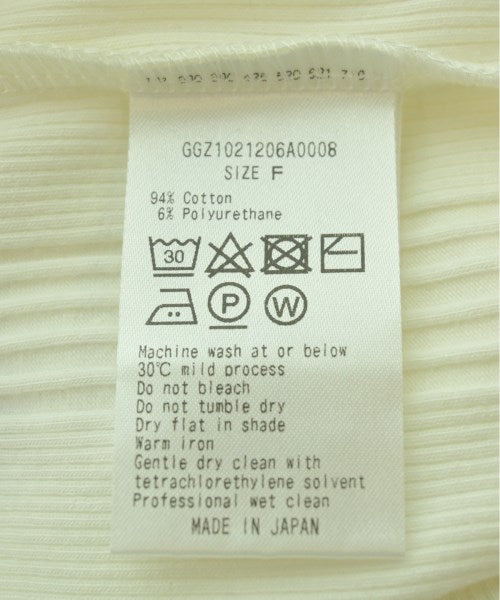 GGZ1021206A0008
SIZE F
94% Cotton
6% Polyurethane
30
P W
Machine wash at or below
30℃ mild process
Do not bleach
Do not tumble dry
Dry flat in shade
Warm iron
Gentle dry clean with
tetrachlorethylene solvent
Professional wet clean
MADE IN JAPAN